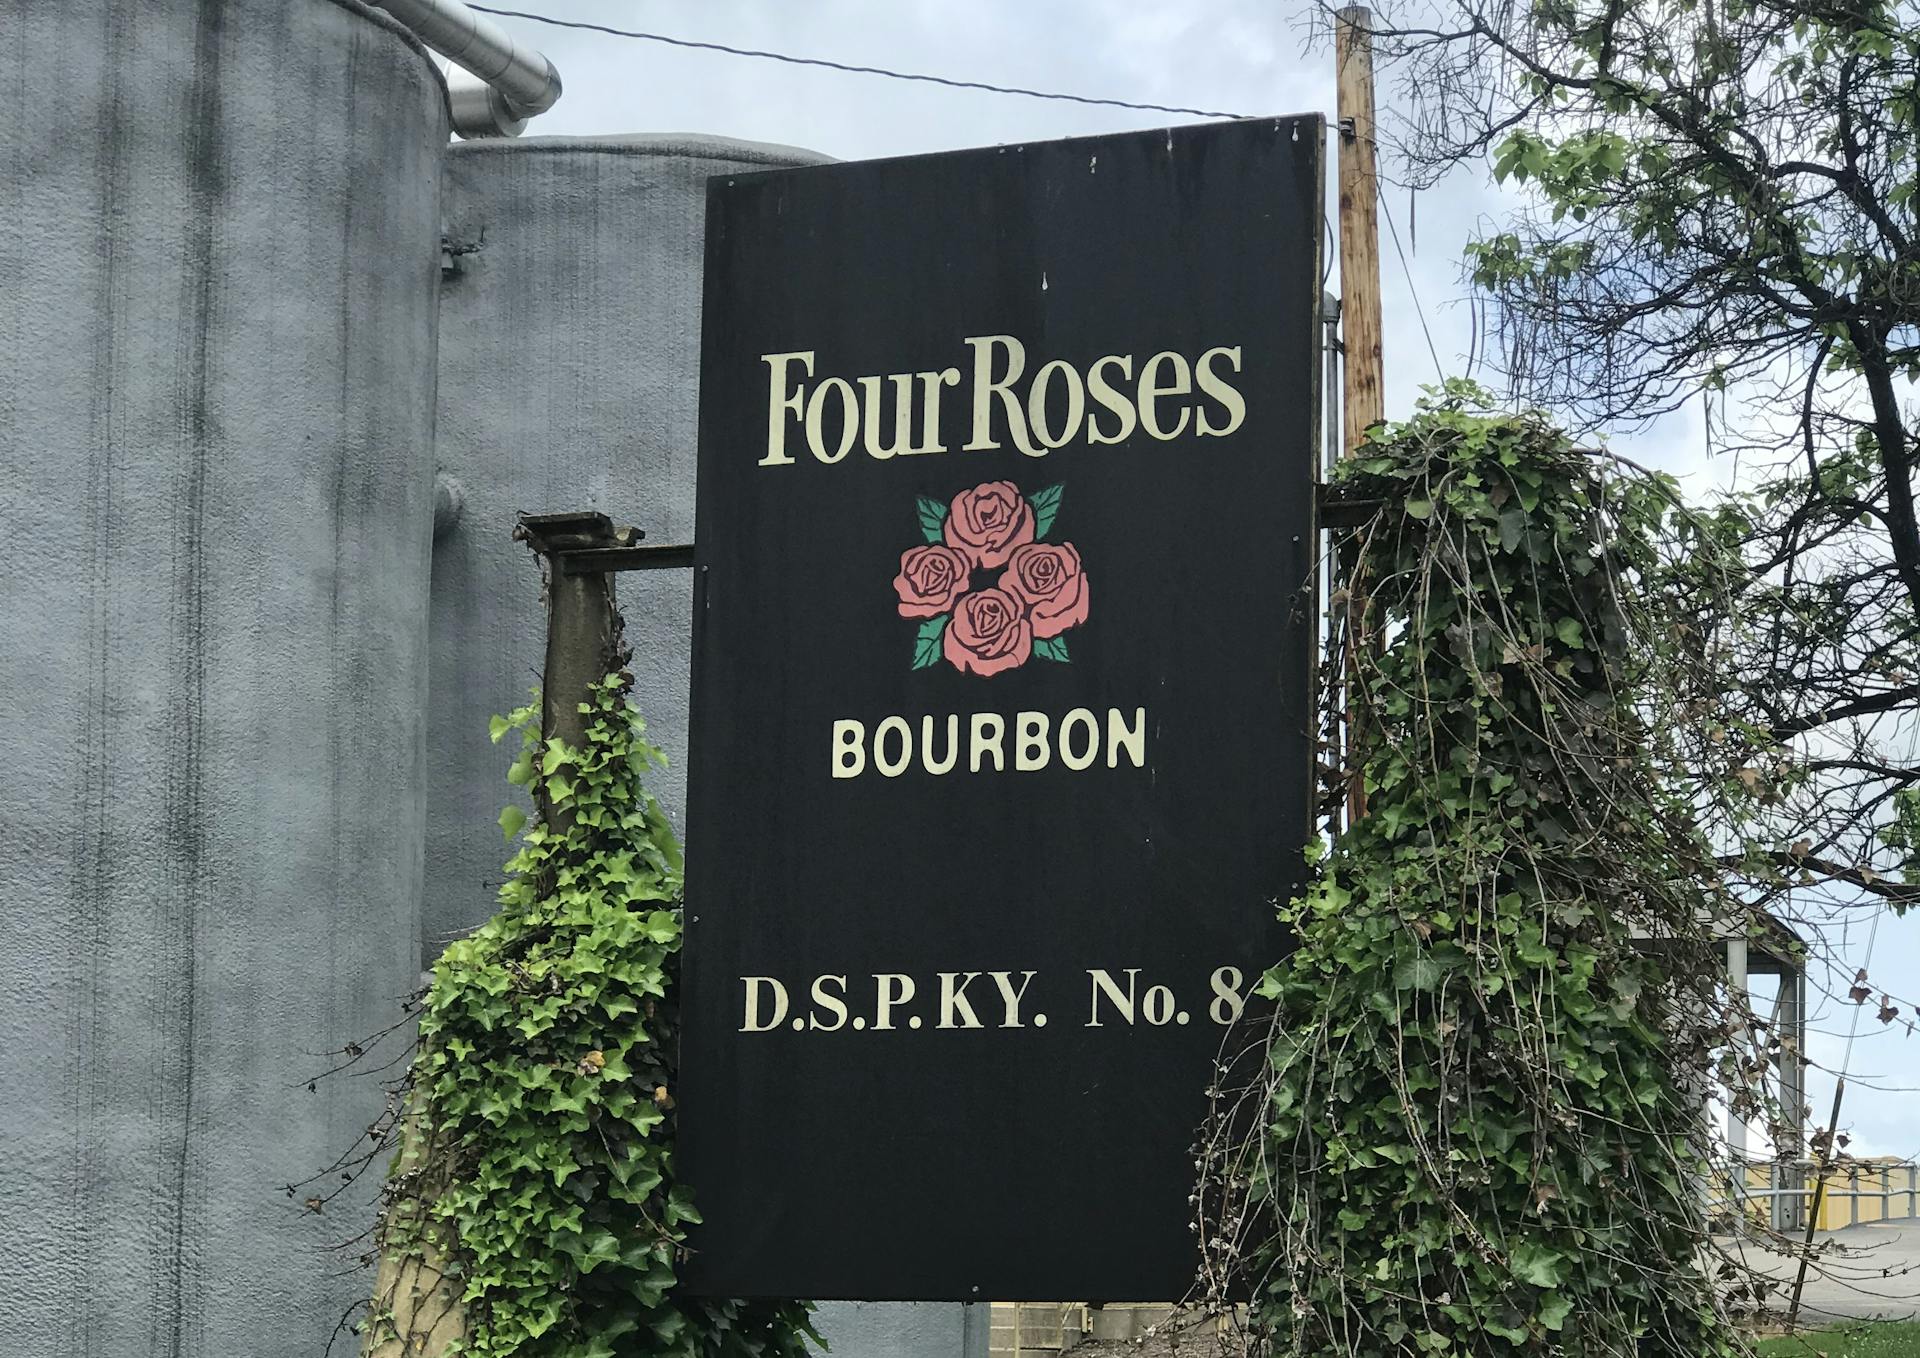 Four Roses
BOURBON
D.S.P. KY. No. 8